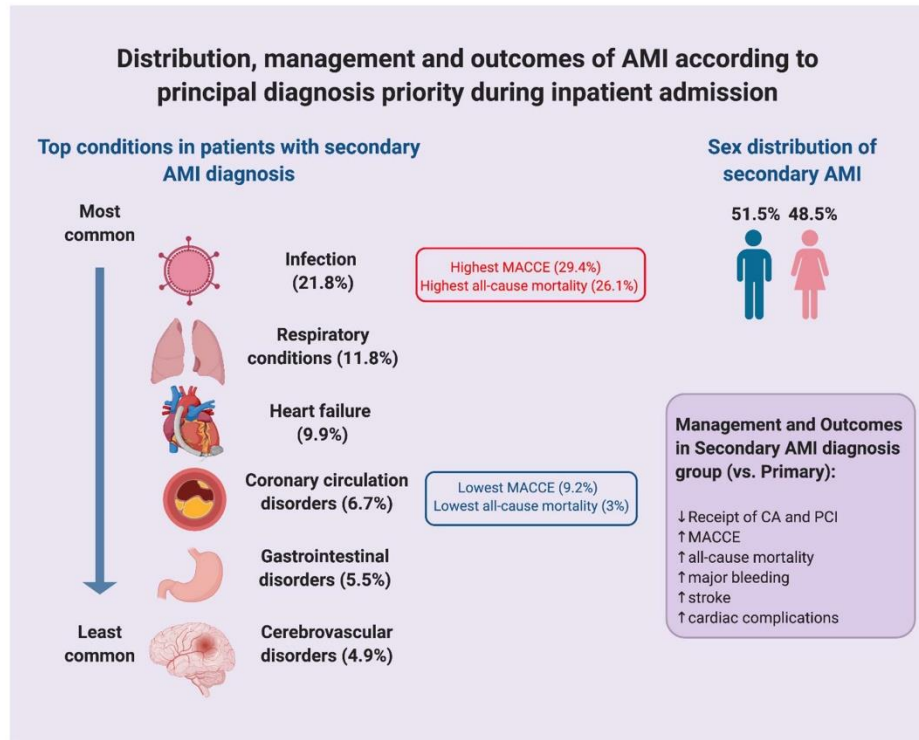 Distribution, management and outcomes of AMI according to
principal diagnosis priority during inpatient admission
Top conditions in patients with secondary
AMI diagnosis
Most
common
Infection
(21.8%)
Highest MACCE (29.4%)
Highest all-cause mortality (26.1%)
Respiratory
conditions (11.8%)
Heart failure
(9.9%)
Coronary circulation
disorders (6.7%)
Lowest MACCE (9.2%)
Lowest all-cause mortality (3%)
Gastrointestinal
disorders (5.5%)
Least
common
Cerebrovascular
disorders (4.9%)
Sex distribution of
secondary AMI
51.5% 48.5%
Management and Outcomes
in Secondary AMI diagnosis
group (vs. Primary):
↓Receipt of CA and PCI
↑MACCE
↑all-cause mortality
↑major bleeding
↑stroke
↑cardiac complications